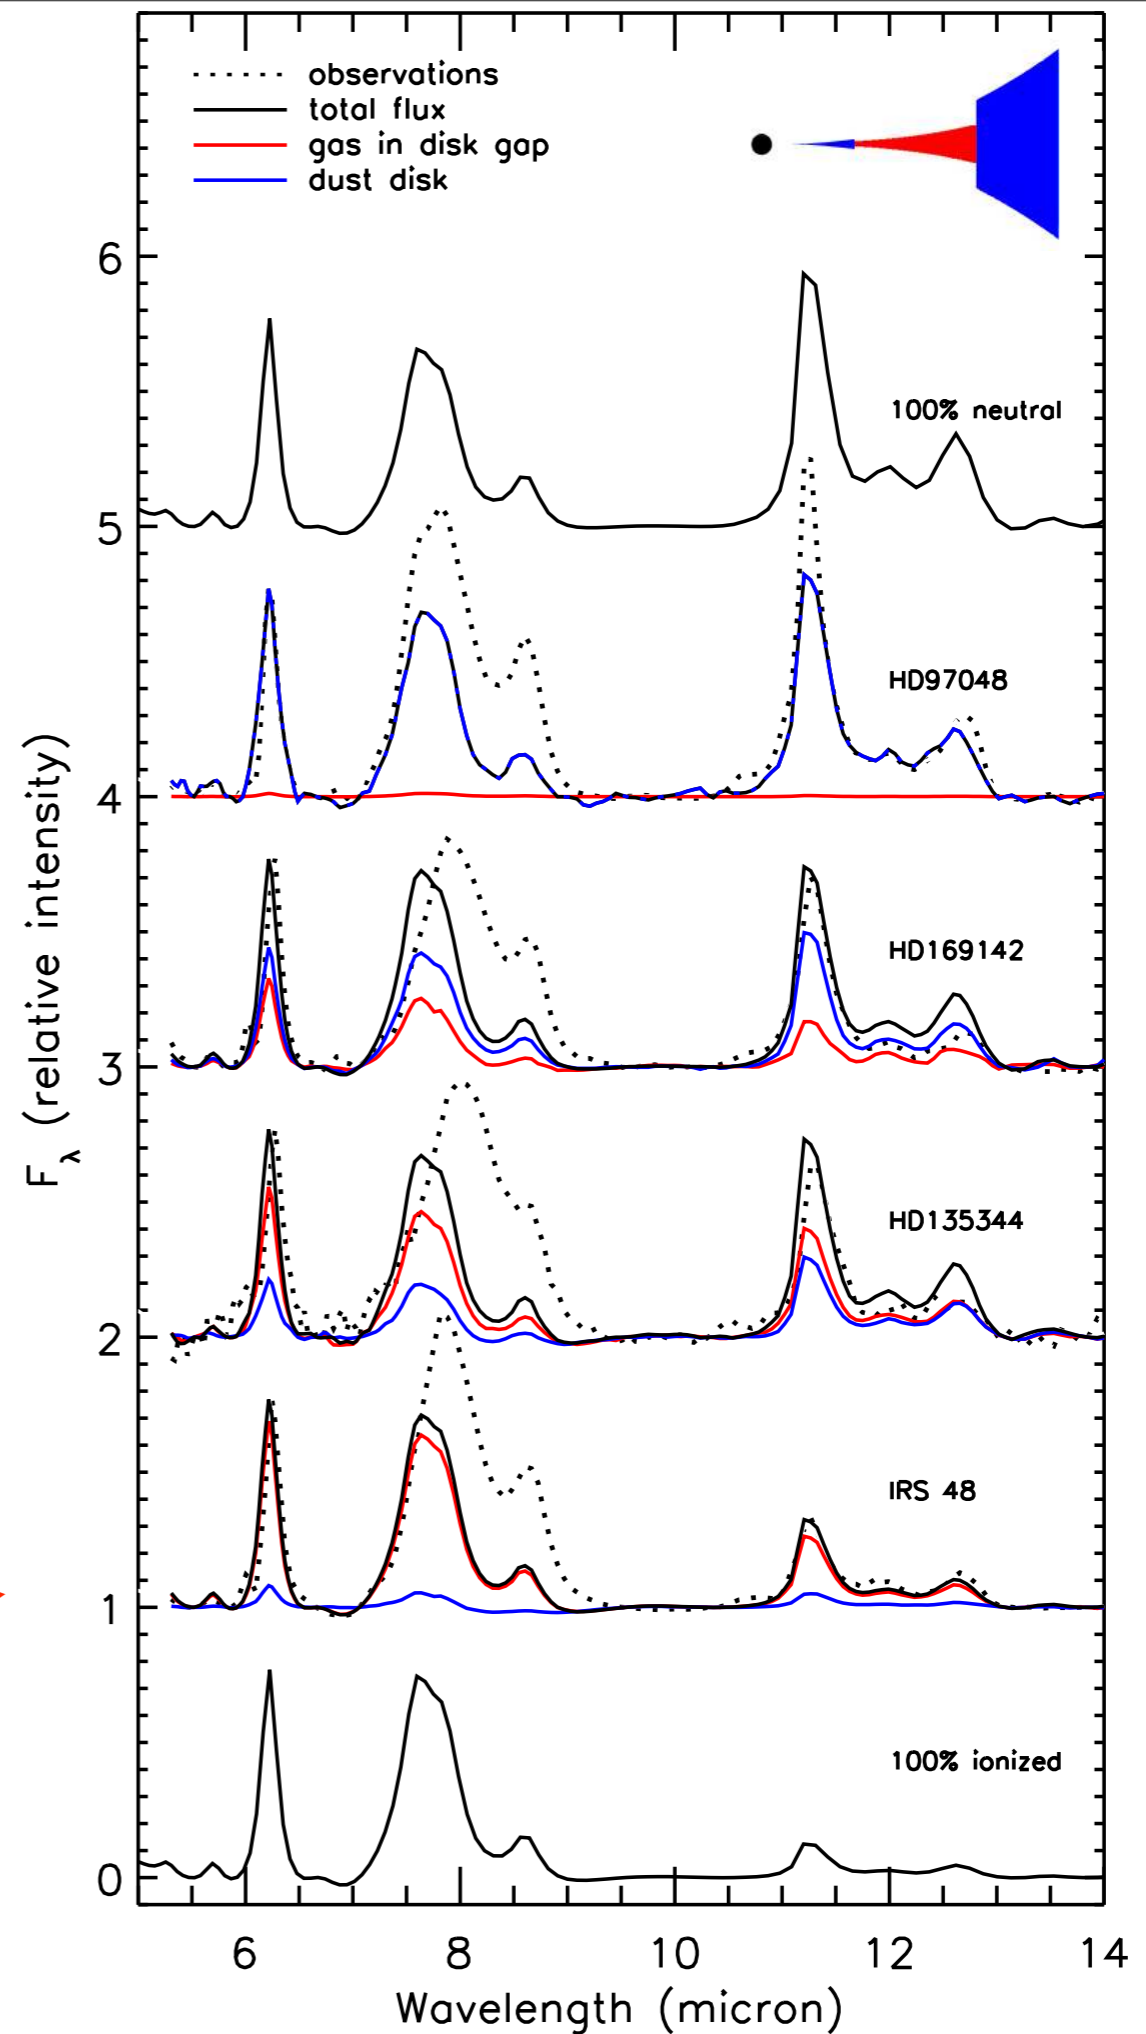 observations
total flux
gas in disk gap
dust disk
6
100% neutral
5
HD97048
4
HD169142
3
HD135344
2
IRS 48
1
100% ionized
0
F λ (relative intensity)
6 8 10 12 14
Wavelength (micron)